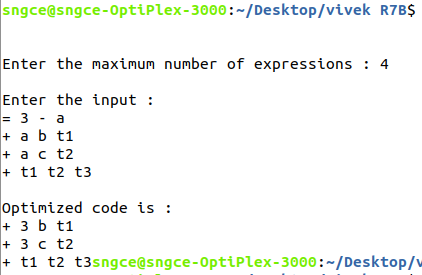 sngce@sngce-OptiPlex-3000:~/Desktop/vivek R7B$
Enter the maximum number of expressions : 4
Enter the input :
= 3 - a
+ a b t1
+ a c t2
+ t1 t2 t3
Optimized code is :
+ 3 b t1
+ 3 c t2
+ t1 t2 t3sngce@sngce-OptiPlex-3000:~/Desktop/v